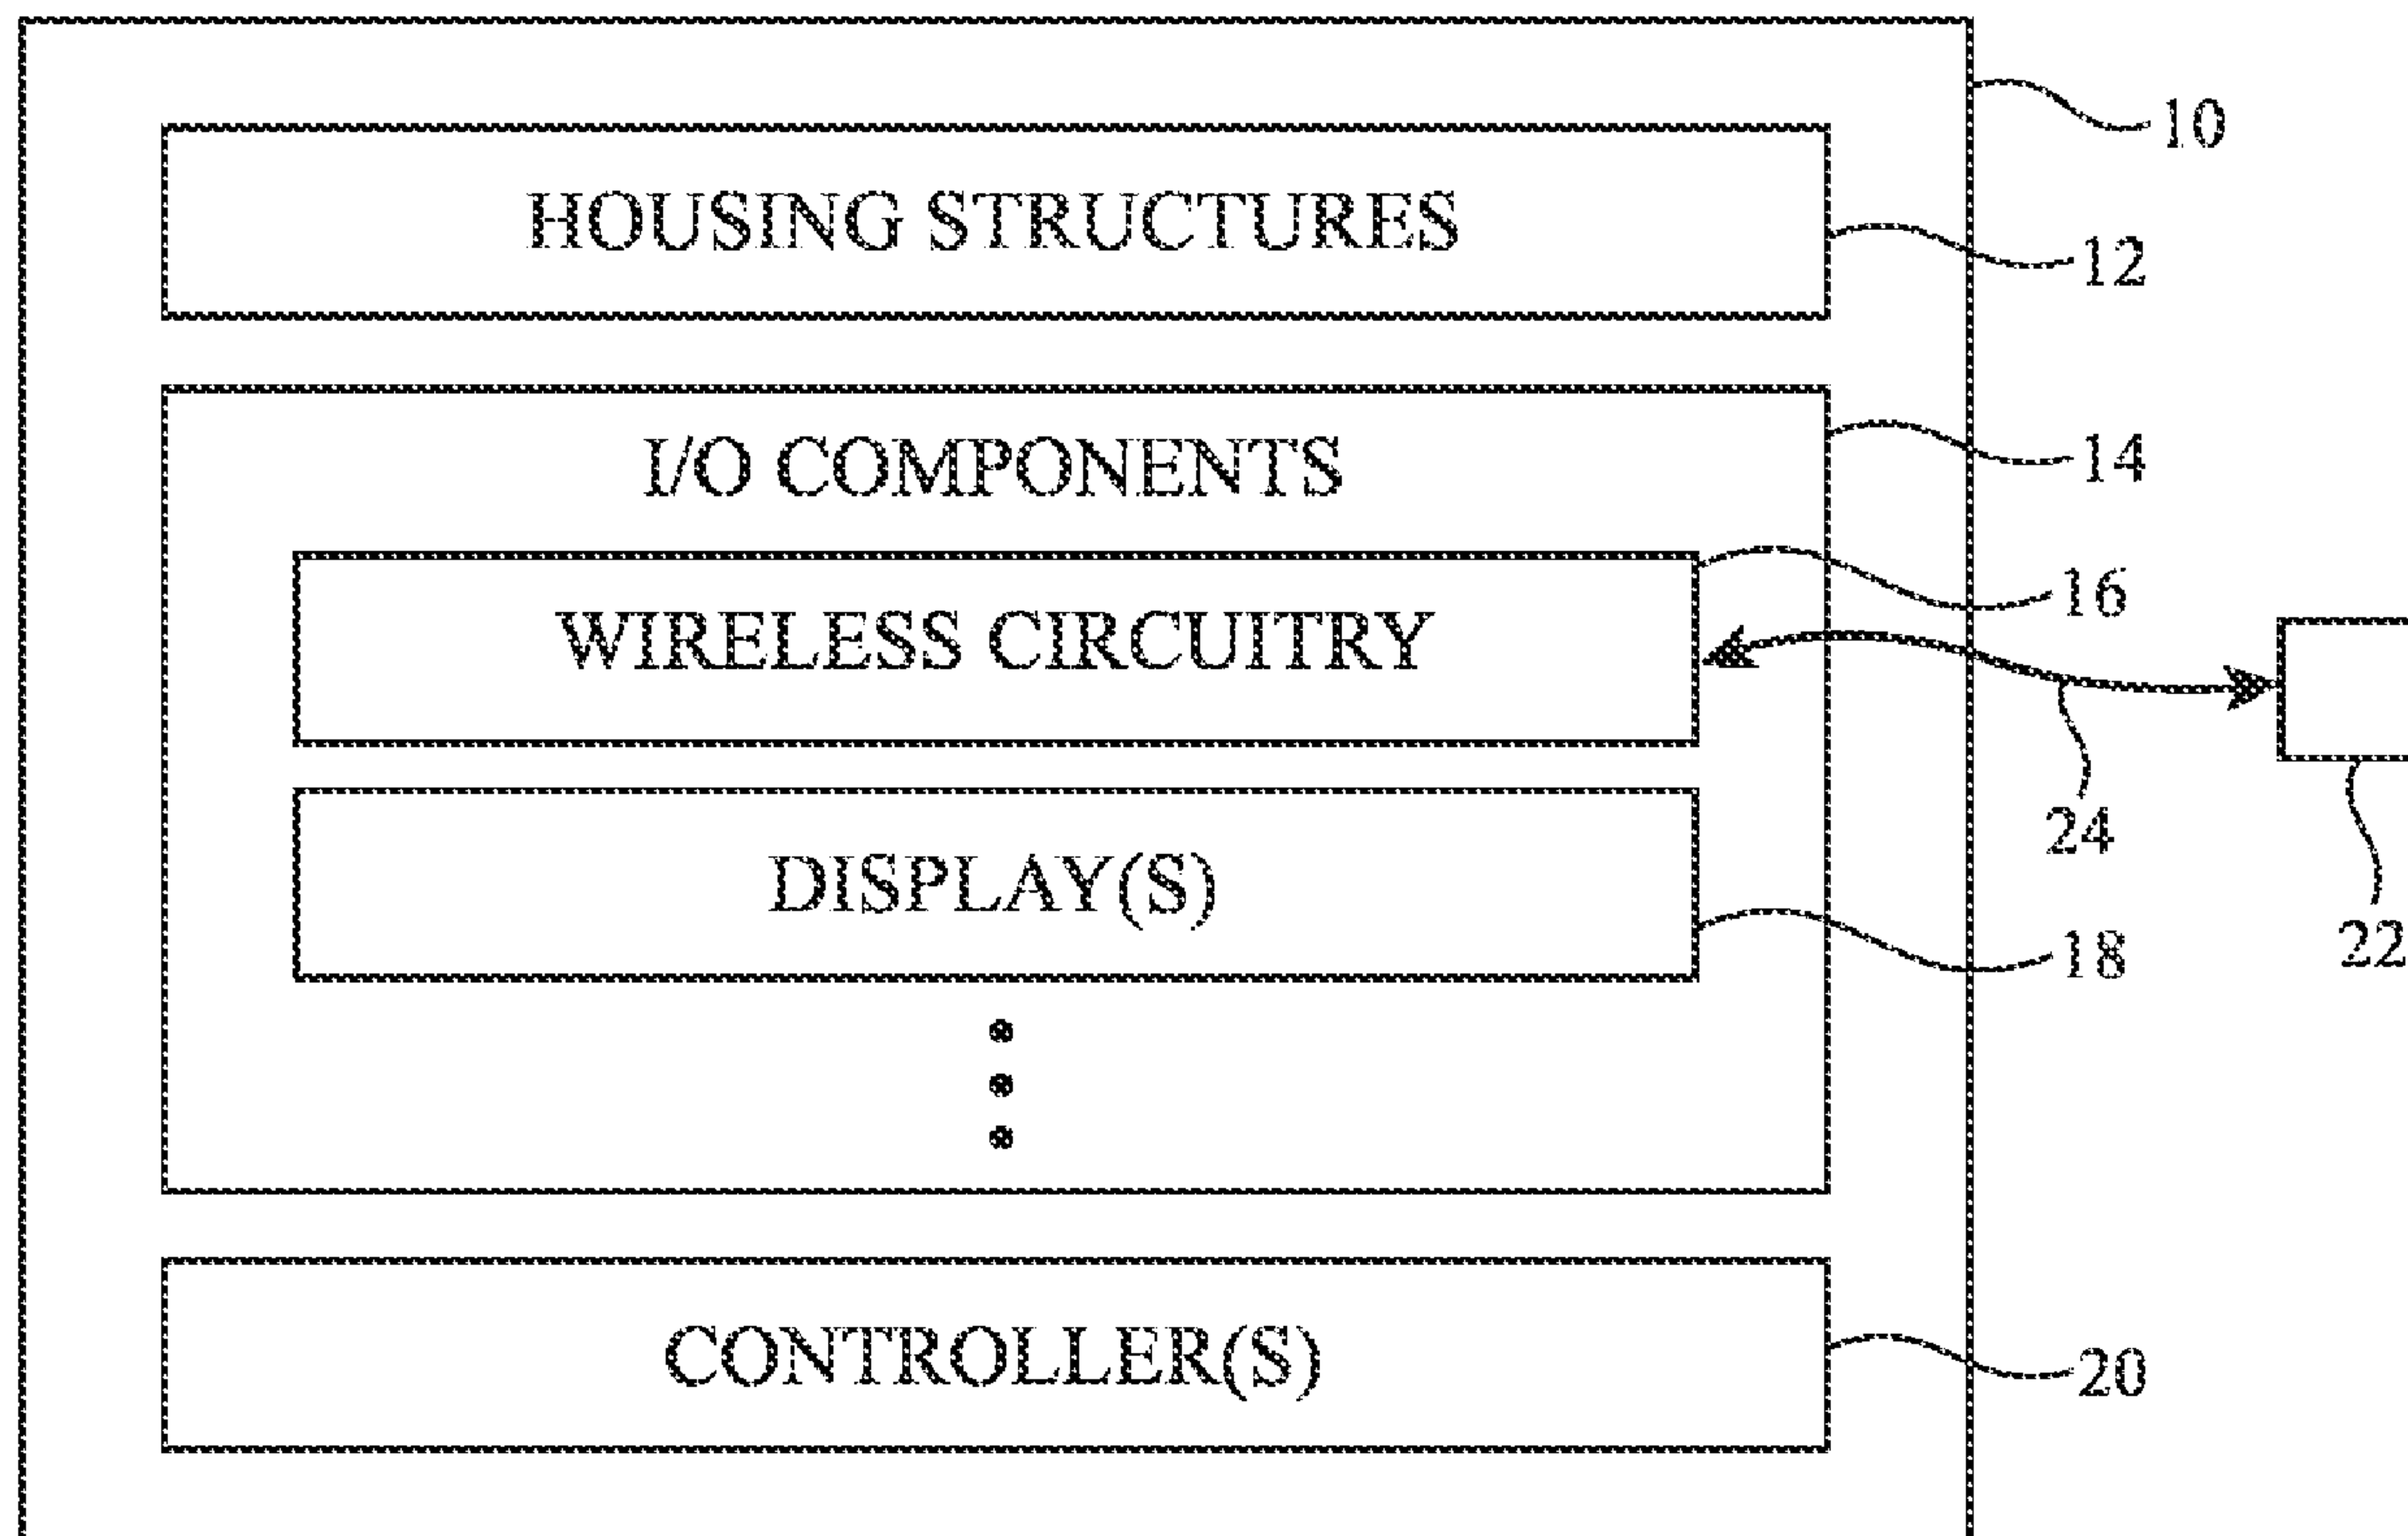 10
HOUSING STRUCTURES
12
I/O COMPONENTS
14
WIRELESS CIRCUITRY
16
24
DISPLAY(S)
18
22
CONTROLLER(S)
20